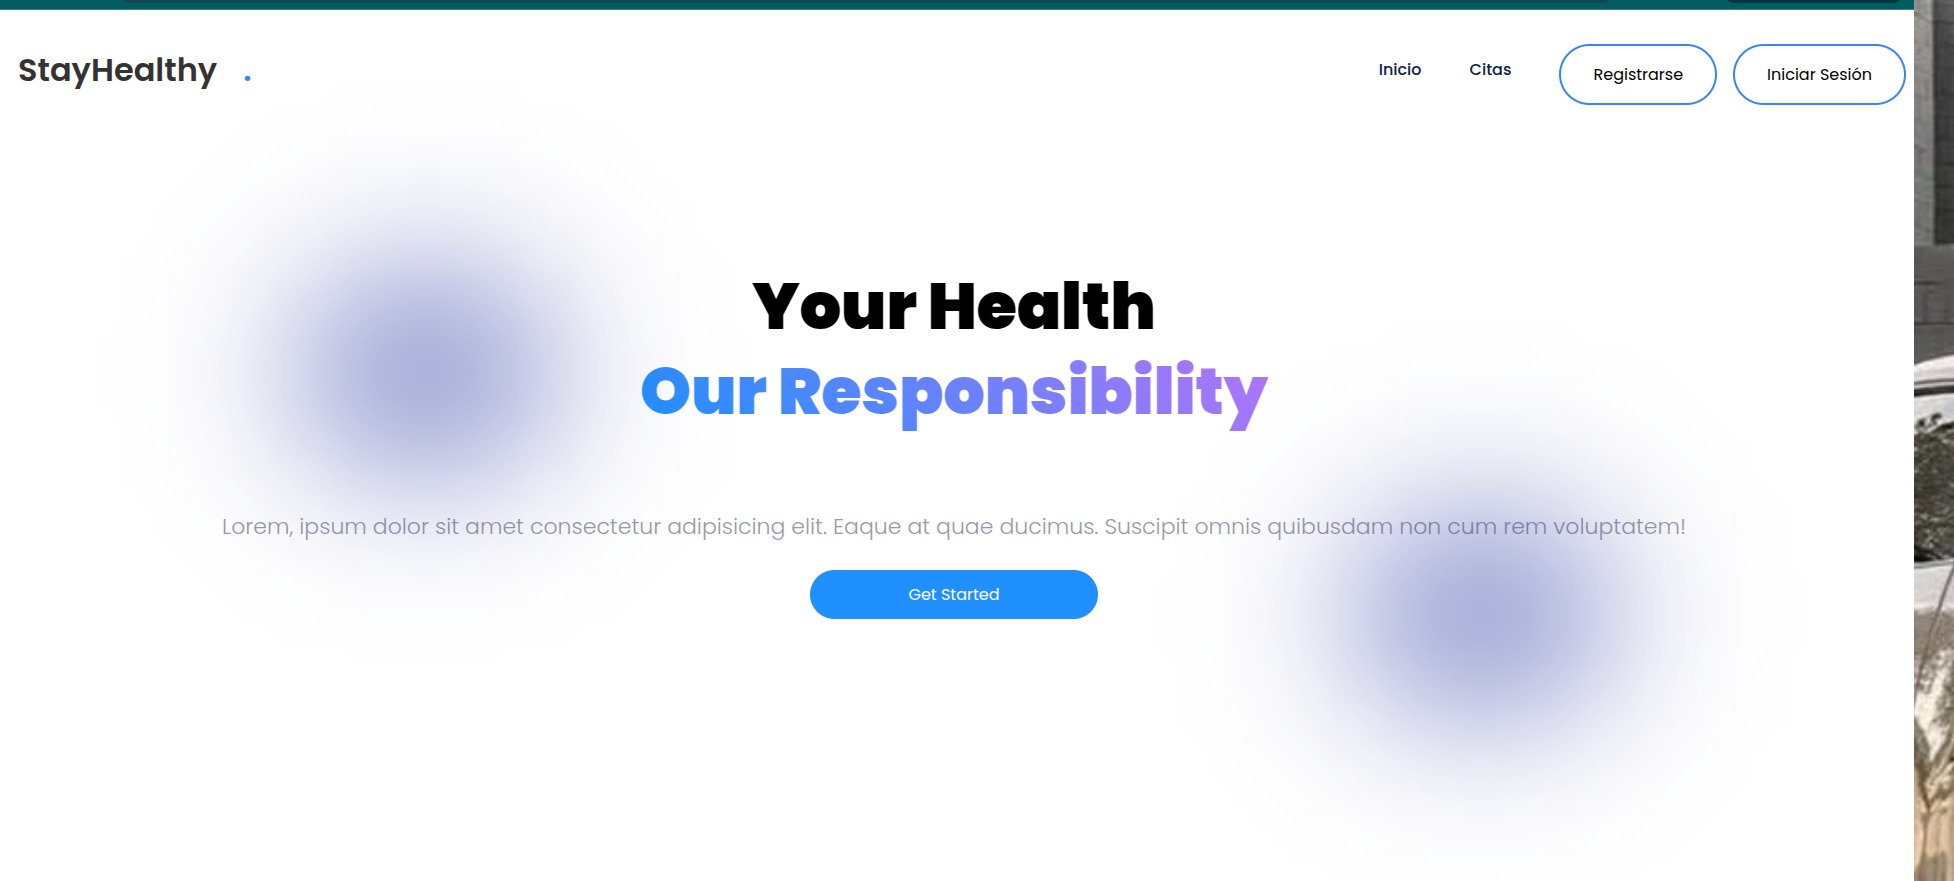 StayHealthy .
Inicio Citas Registrarse Iniciar Sesión
Your Health
Our Responsibility
Lorem, ipsum dolor sit amet consectetur adipisicing elit. Eaque at quae ducimus. Suscipit omnis quibusdam non cum rem voluptatem!
Get Started